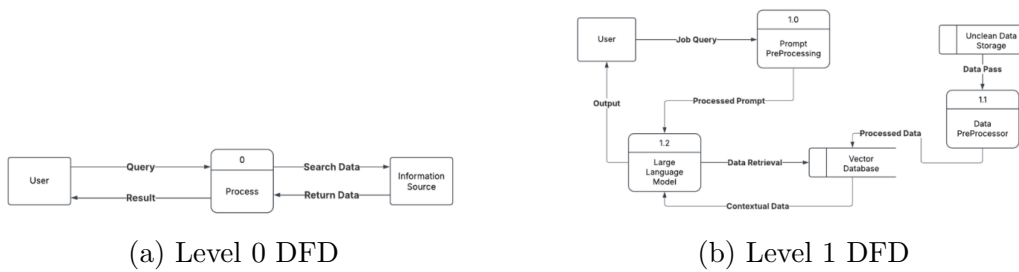 User
Query
Result
0
Process
Search Data
Return Data
Information
Source
(a) Level 0 DFD
User
Job Query
1.0
Prompt
PreProcessing
Unclean Data
Storage
Data Pass
1.1
Data
PreProcessor
Output
Processed Prompt
1.2
Large
Language
Model
Data Retrieval
Processed Data
Vector
Database
Contextual Data
(b) Level 1 DFD